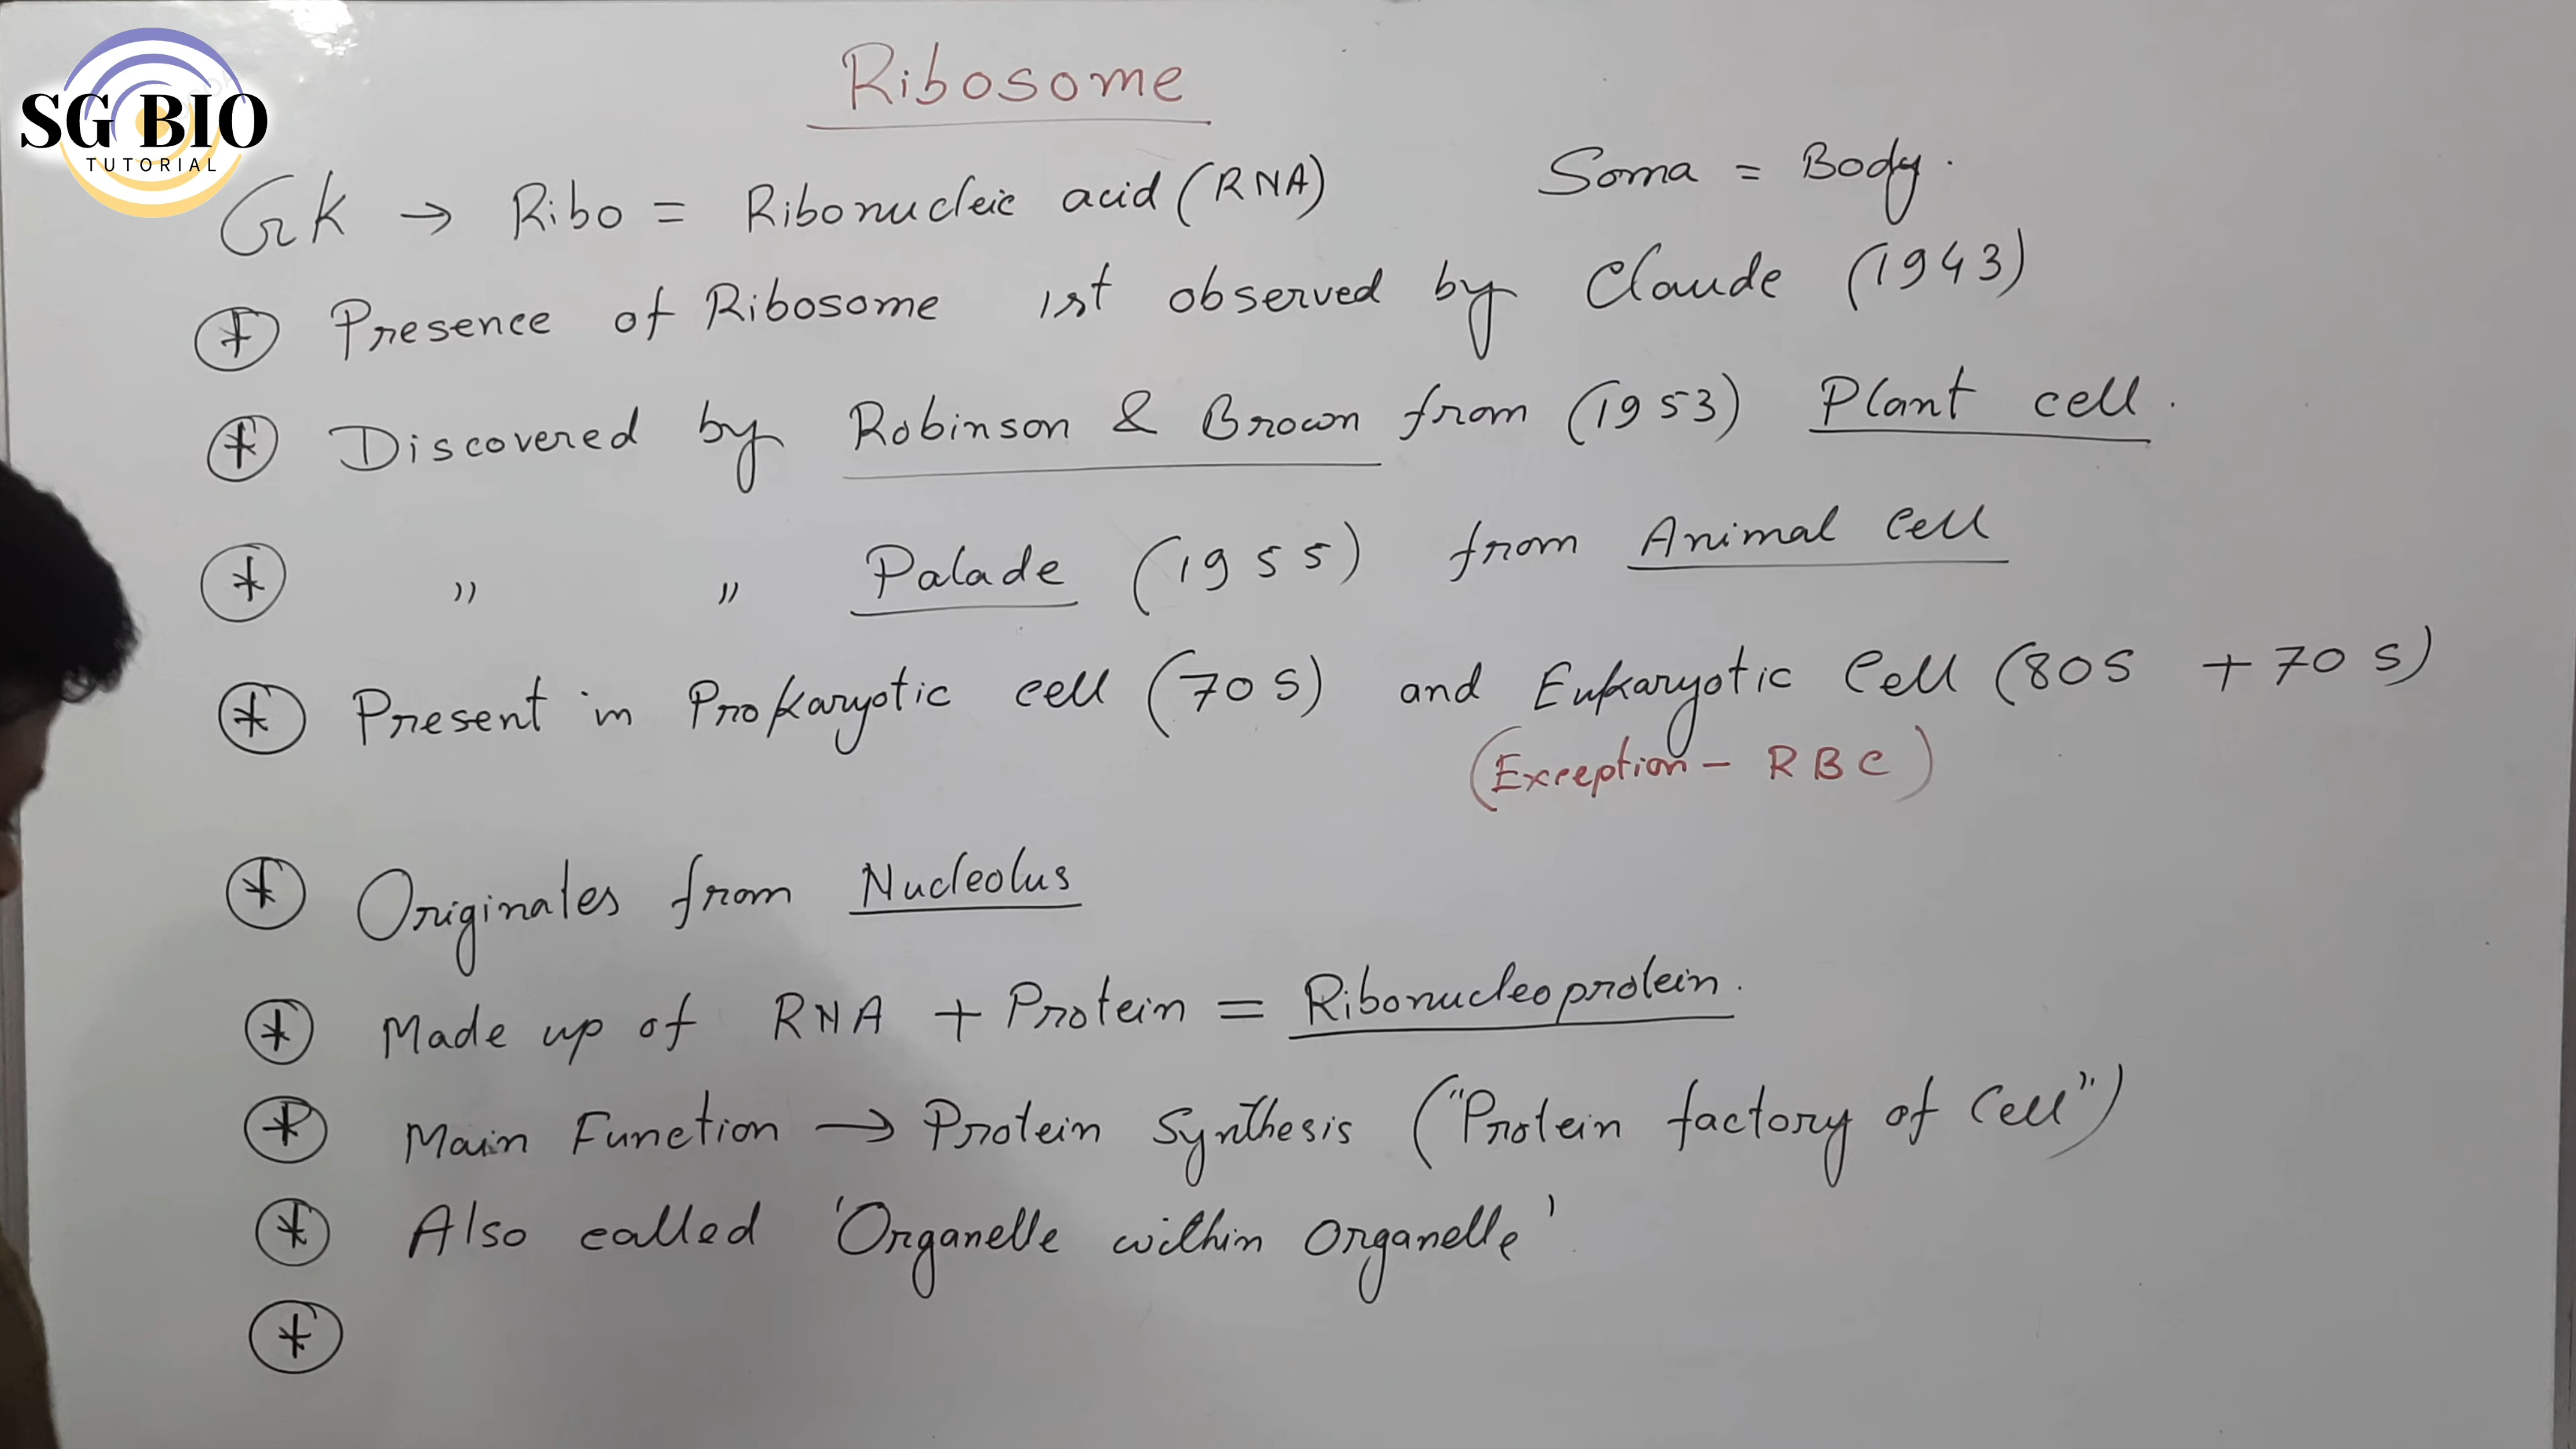 SG BIO
TUTORIAL
Ribosome
Gk → Ribo = Ribonucleic acid (RNA) Soma = Body.
* Presence of Ribosome 1st observed by Claude (1943)
* Discovered by Robinson & Brown from (1953) Plant cell.
* " " Palade (1955) from Animal Cell
* Present in Prokaryotic cell (70 S) and Eukaryotic Cell (80S + 70 S)
(Exception - RBC)
* Originates from Nucleolus
* Made up of RNA + Protein = Ribonucleoprotein.
* Main Function → Protein Synthesis ("Protein factory of Cell")
* Also called 'Organelle within Organelle'
*